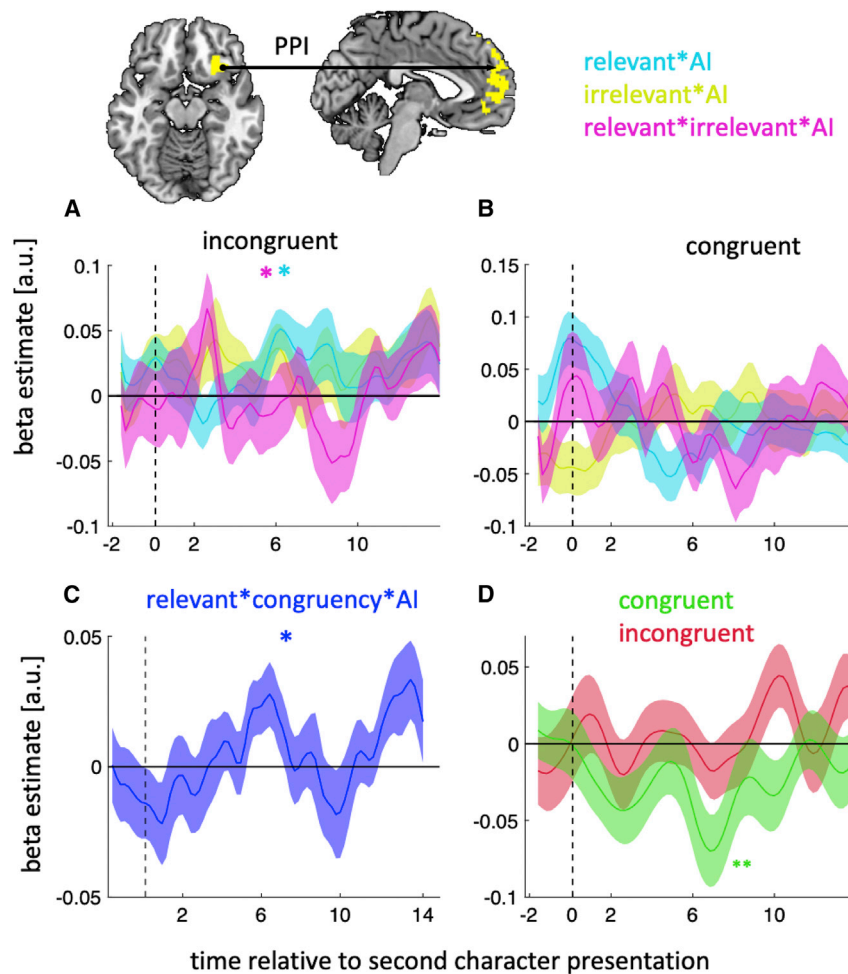 PPI
relevant*AI
irrelevant*AI
relevant*irrelevant*AI
A
incongruent
* *
beta estimate [a.u.]
0.1
0.05
0
-0.05
-0.1
-2 0 2 6 10
B
congruent
0.15
0.1
0.05
0
-0.05
-0.1
-2 0 2 6 10
C
relevant*congruency*AI
*
beta estimate [a.u.]
0.05
0
0.05
2 6 10 14
D
congruent
incongruent
0.05
0
-0.05
-0.1
**
-2 0 2 6 10
time relative to second character presentation